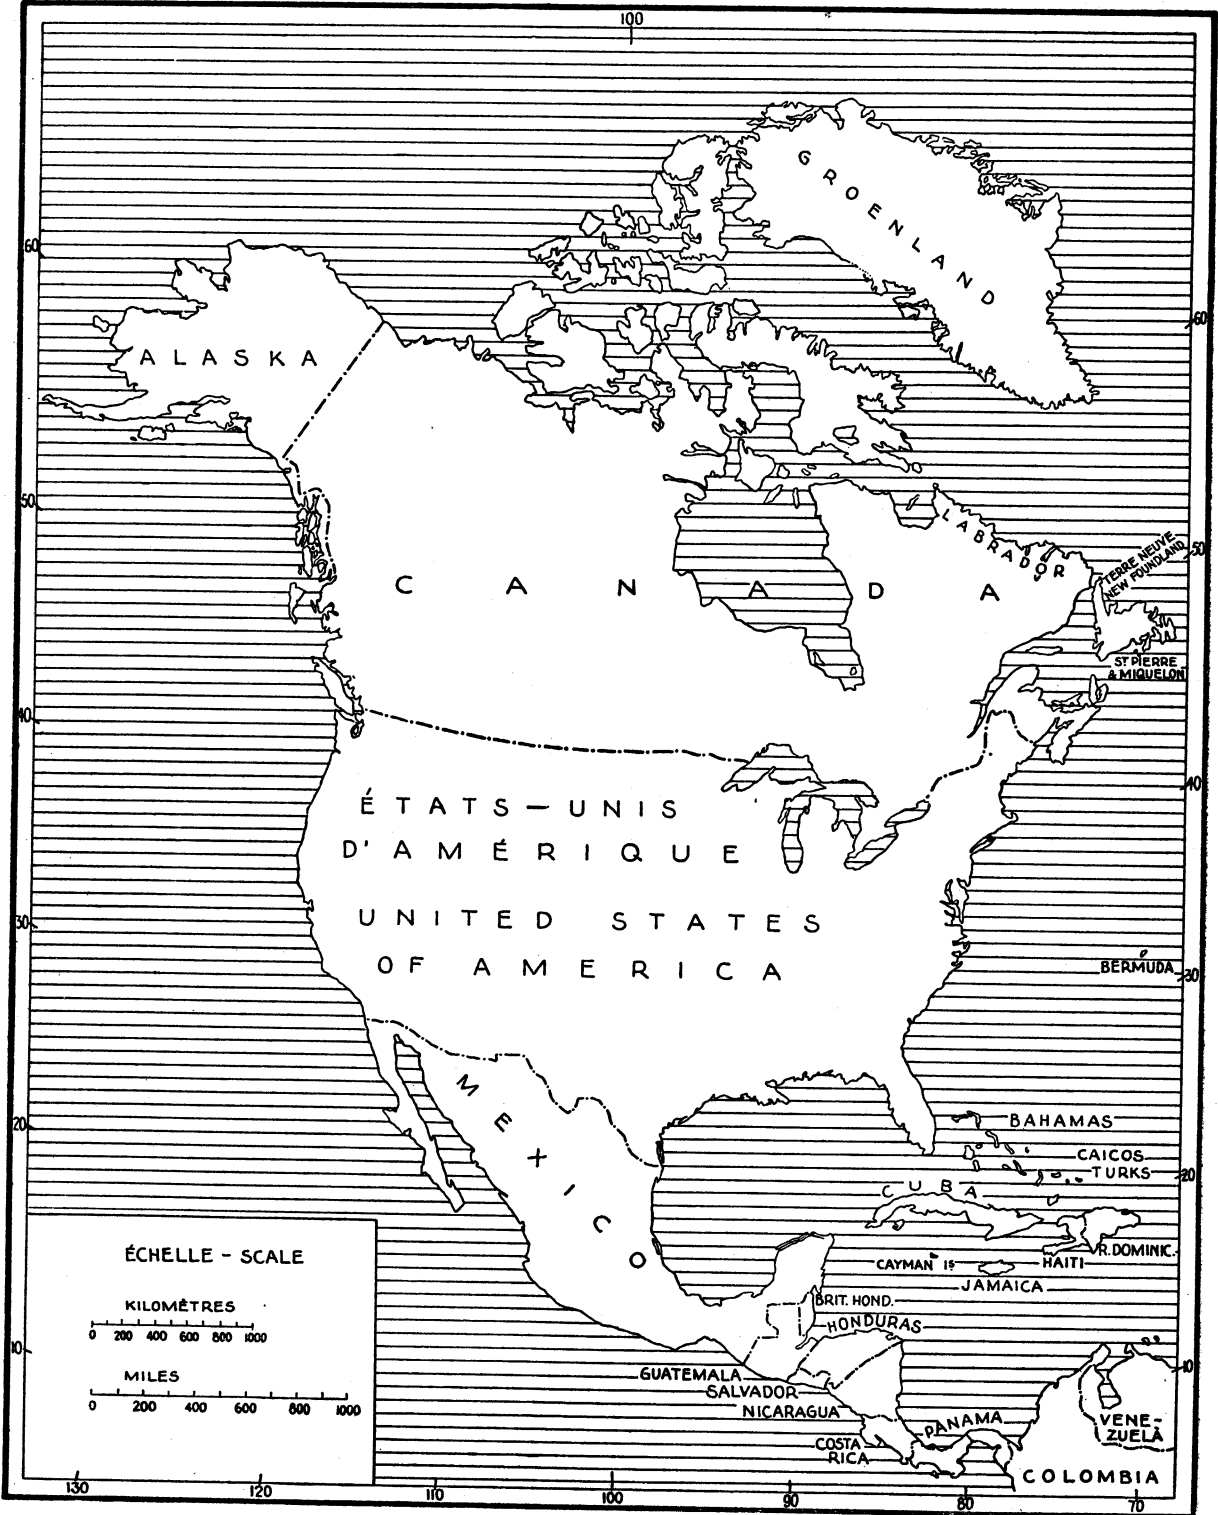 100
GROENLAND
60
60
ALASKA
50
LABRADOR
TERRE NEUVE
NEW FOUNDLAND
50
CANADA
ST PIERRE
& MIQUELON
40
40
ÉTATS-UNIS
D'AMÉRIQUE
UNITED STATES
OF AMERICA
30
BERMUDA
30
MEXICO
20
BAHAMAS
CAICOS
TURKS
20
CUBA
R. DOMINIC.
HAITI
CAYMAN IS
JAMAICA
BRIT. HOND.
HONDURAS
10
10
GUATEMALA
SALVADOR
NICARAGUA
PANAMA
COSTA
RICA
VENE-
ZUELA
COLOMBIA
ÉCHELLE - SCALE
KILOMÈTRES
0 200 400 600 800 1000
MILES
0 200 400 600 800 1000
130 120 110 100 90 80 70